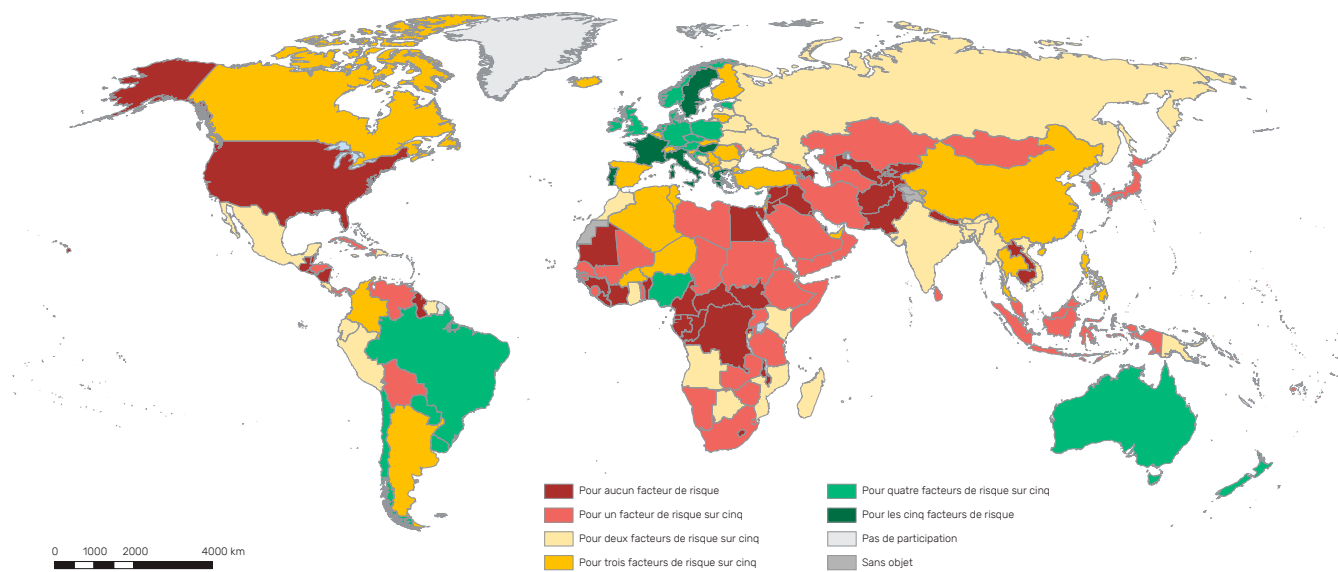 Pour aucun facteur de risque
Pour un facteur de risque sur cinq
Pour deux facteurs de risque sur cinq
Pour trois facteurs de risque sur cinq
Pour quatre facteurs de risque sur cinq
Pour les cinq facteurs de risque
Pas de participation
Sans objet
0 1000 2000 4000 km